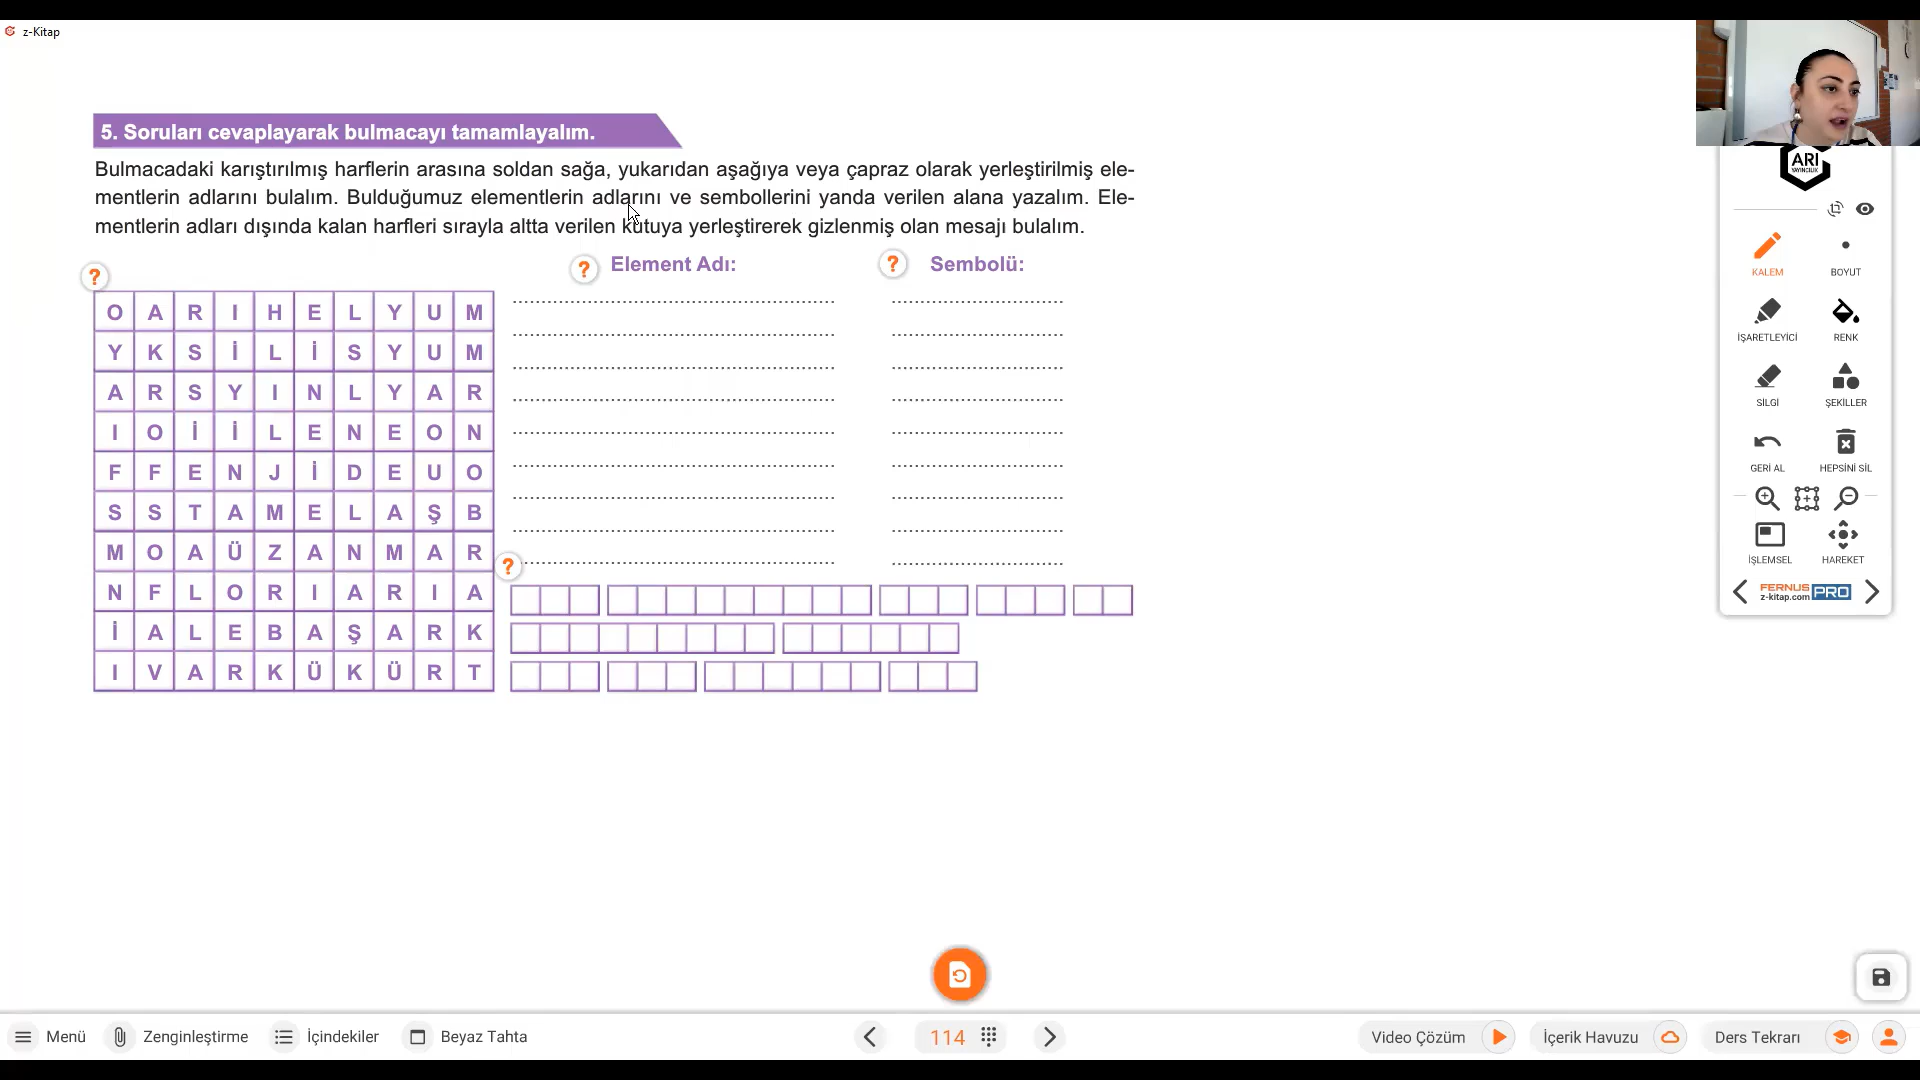 z-Kitap
5. Soruları cevaplayarak bulmacayı tamamlayalım.
Bulmacadaki karıştırılmış harflerin arasına soldan sağa, yukarıdan aşağıya veya çapraz olarak yerleştirilmiş ele-
mentlerin adlarını bulalım. Bulduğumuz elementlerin adlarını ve sembollerini yanda verilen alana yazalım. Ele-
mentlerin adları dışında kalan harfleri sırayla altta verilen kutuya yerleştirerek gizlenmiş olan mesajı bulalım.
? ? Element Adı: ? Sembolü:
O A R I H E L Y U M
Y K S İ L İ S Y U M
A R S Y I N L Y A R
I O İ İ L E N E O N
F F E N J İ D E U O
S S T A M E L A Ş B
M O A Ü Z A N M A R
?
N F L O R I A R I A
İ A L E B A Ş A R K
I V A R K Ü K Ü R T
ARI
YAYINCILIK
KALEM BOYUT
İŞARETLEYİCİ RENK
SİLGİ ŞEKİLLER
GERİ AL HEPSİNİ SİL
İŞLEMSEL HAREKET
FERNUS
z-kitap.com PRO
Menü Zenginleştirme İçindekiler Beyaz Tahta 114 Video Çözüm İçerik Havuzu Ders Tekrarı